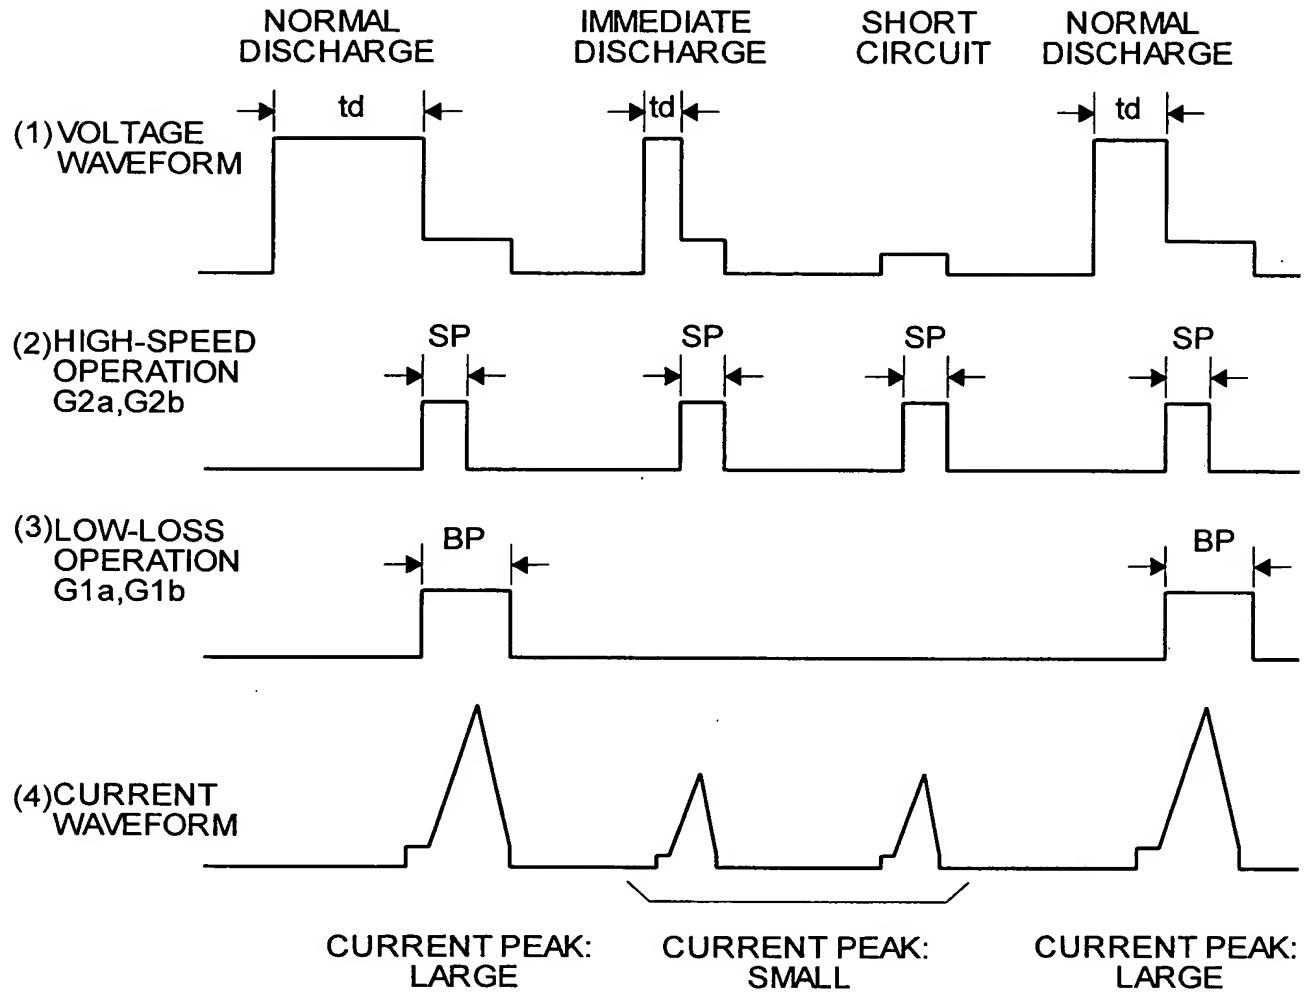 NORMAL
DISCHARGE
IMMEDIATE
DISCHARGE
SHORT
CIRCUIT
NORMAL
DISCHARGE
td
td
td
(1) VOLTAGE
WAVEFORM
(2) HIGH-SPEED
OPERATION
G2a,G2b
SP
SP
SP
SP
(3) LOW-LOSS
OPERATION
G1a,G1b
BP
BP
(4) CURRENT
WAVEFORM
CURRENT PEAK:
LARGE
CURRENT PEAK:
SMALL
CURRENT PEAK:
LARGE